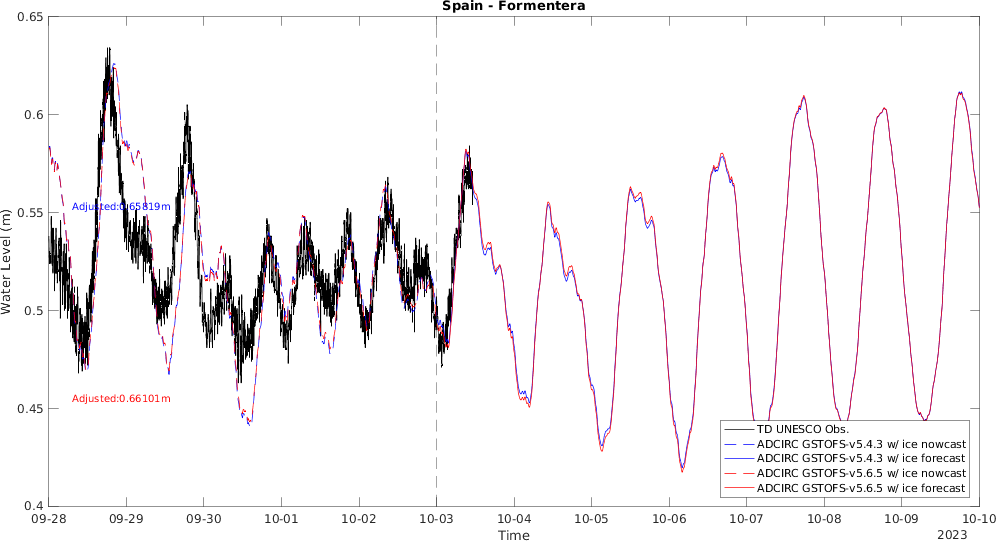 Spain - Formentera
Water Level (m)
0.65
0.6
0.55
0.5
0.45
0.4
Adjusted:0.65819m
Adjusted:0.66101m
TD UNESCO Obs.
ADCIRC GSTOFS-v5.4.3 w/ ice nowcast
ADCIRC GSTOFS-v5.4.3 w/ ice forecast
ADCIRC GSTOFS-v5.6.5 w/ ice nowcast
ADCIRC GSTOFS-v5.6.5 w/ ice forecast
09-28 09-29 09-30 10-01 10-02 10-03 10-04 10-05 10-06 10-07 10-08 10-09 10-10
Time
2023